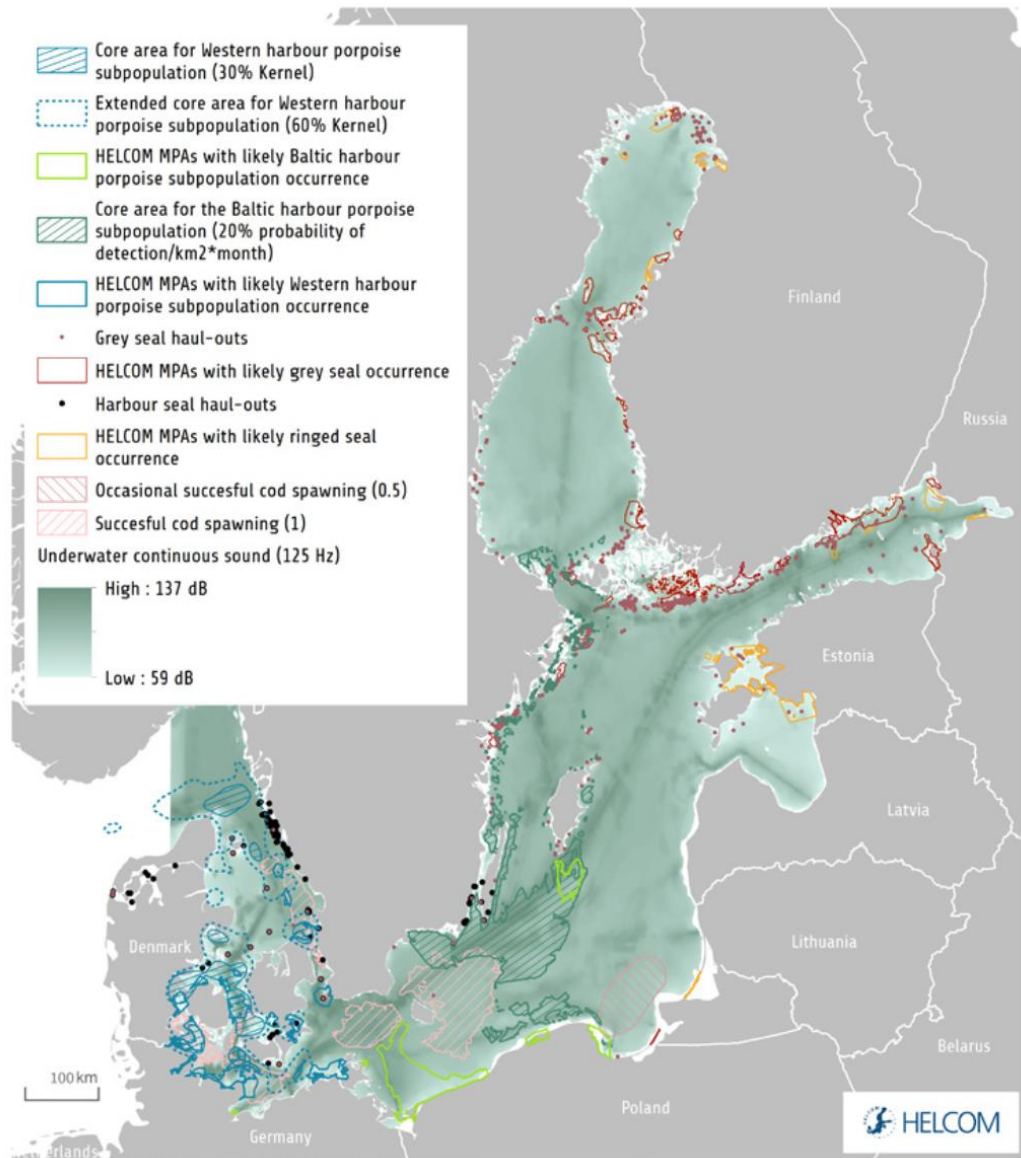 Core area for Western harbour porpoise
subpopulation (30% Kernel)
Extended core area for Western harbour
porpoise subpopulation (60% Kernel)
HELCOM MPAs with likely Baltic harbour
porpoise subpopulation occurrence
Core area for the Baltic harbour porpoise
subpopulation (20% probability of
detection/km2*month)
HELCOM MPAs with likely Western harbour
porpoise subpopulation occurrence
Grey seal haul-outs
HELCOM MPAs with likely grey seal occurrence
Harbour seal haul-outs
HELCOM MPAs with likely ringed seal
occurrence
Occasional succesful cod spawning (0.5)
Succesful cod spawning (1)
Underwater continuous sound (125 Hz)
High : 137 dB
Low : 59 dB
Finland
Russia
Estonia
Latvia
Lithuania
Denmark
Belarus
100 km
Poland
Germany
HELCOM